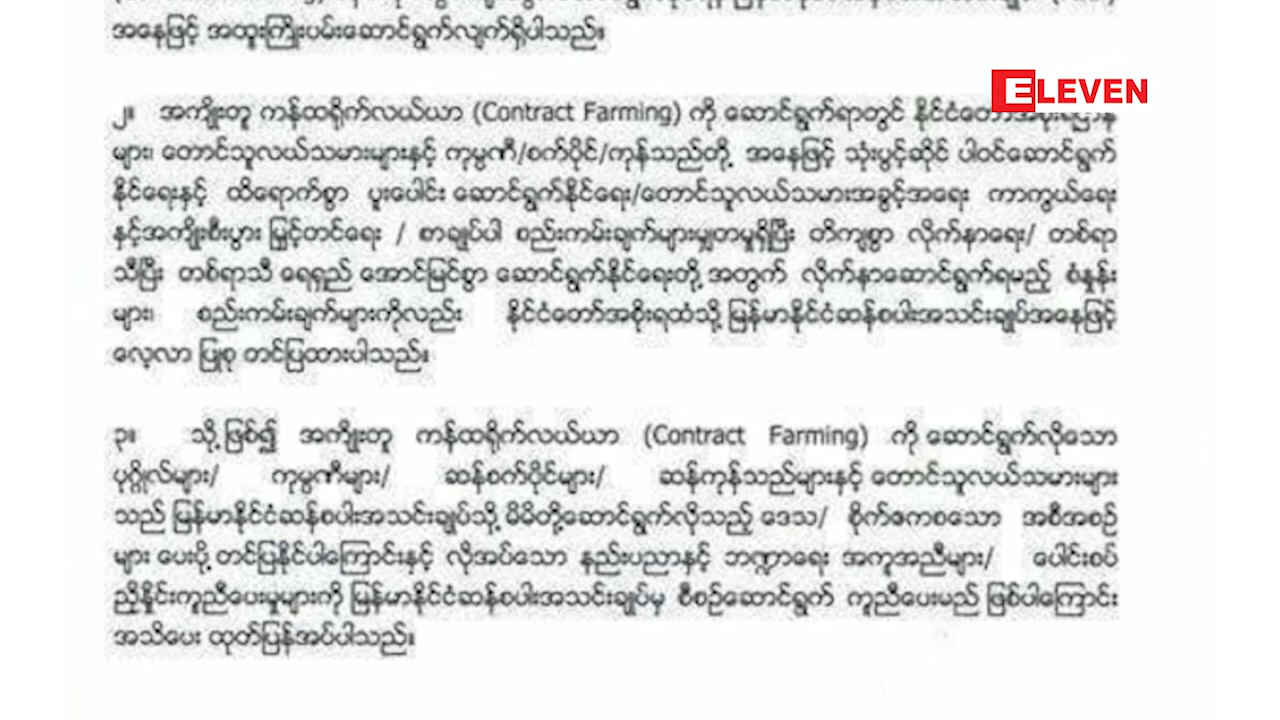 အနေဖြင့် အထူးကြိုးပမ်းဆောင်ရွက်လျက်ရှိပါသည်။
ELEVEN
၂။ အကျိုးတူ ကန်ထရိုက်လယ်ယာ (Contract Farming) ကို ဆောင်ရွက်ရာတွင် နိုင်ငံတော်အစိုးရဌာန
များ၊ တောင်သူလယ်သမားများနှင့် ကုမ္ပဏီ/စက်ပိုင်/ကုန်သည်တို့ အနေဖြင့် သုံးပွင့်ဆိုင် ပါဝင်ဆောင်ရွက်
နိုင်ရေးနှင့် ထိရောက်စွာ ပူးပေါင်း ဆောင်ရွက်နိုင်ရေး/တောင်သူလယ်သမားအခွင့်အရေး ကာကွယ်ရေး
နှင့်အကျိုးစီးပွား မြှင့်တင်ရေး / စာချုပ်ပါ စည်းကမ်းချက်များမျှတမှုရှိပြီး တိကျစွာ လိုက်နာရေး/ တစ်ရာ
သီပြီး တစ်ရာသီ ရေရှည် အောင်မြင်စွာ ဆောင်ရွက်နိုင်ရေးတို့ အတွက် လိုက်နာဆောင်ရွက်ရမည့် စံနှုန်း
များ၊ စည်းကမ်းချက်များကိုလည်း နိုင်ငံတော်အစိုးရထံသို့ မြန်မာနိုင်ငံဆန်စပါးအသင်းချုပ်အနေဖြင့်
လေ့လာ ပြုစု တင်ပြထားပါသည်။
၃။ သို့ဖြစ်၍ အကျိုးတူ ကန်ထရိုက်လယ်ယာ (Contract Farming) ကို ဆောင်ရွက်လိုသော
ပုဂ္ဂိုလ်များ/ ကုမ္ပဏီများ/ ဆန်စက်ပိုင်များ/ ဆန်ကုန်သည်များနှင့် တောင်သူလယ်သမားများ
သည် မြန်မာနိုင်ငံဆန်စပါးအသင်းချုပ်သို့ မိမိတို့ဆောင်ရွက်လိုသည့် ဒေသ/ စိုက်ဧကစသော အစီအစဉ်
များ ပေးပို့ တင်ပြနိုင်ပါကြောင်းနှင့် လိုအပ်သော နည်းပညာနှင့် ဘဏ္ဍာရေး အကူအညီများ/ ပေါင်းစပ်
ညှိနှိုင်းကူညီပေးမှုများကို မြန်မာနိုင်ငံဆန်စပါးအသင်းချုပ်မှ စီစဉ်ဆောင်ရွက် ကူညီပေးမည် ဖြစ်ပါကြောင်း
အသိပေး ထုတ်ပြန်အပ်ပါသည်။